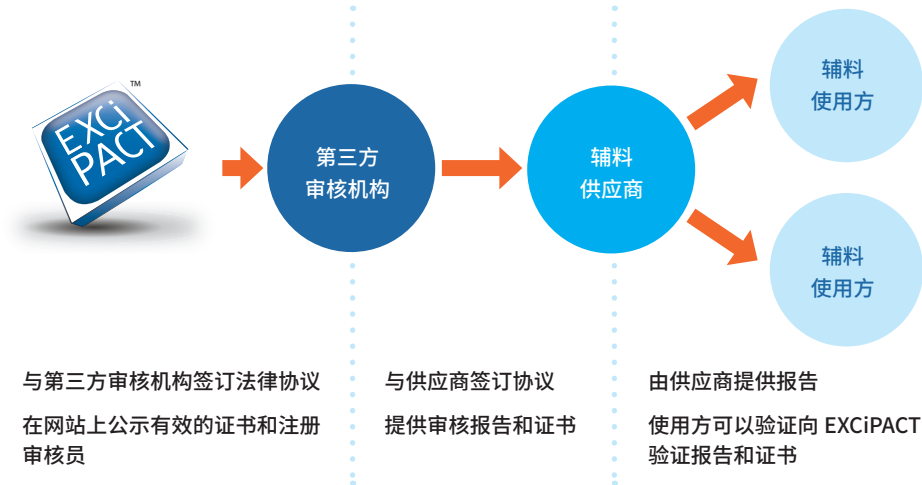 EXCi
PACT
TM
第三方
审核机构
辅料
供应商
辅料
使用方
辅料
使用方
与第三方审核机构签订法律协议
在网站上公示有效的证书和注册
审核员
与供应商签订协议
提供审核报告和证书
由供应商提供报告
使用方可以验证向 EXCiPACT
验证报告和证书